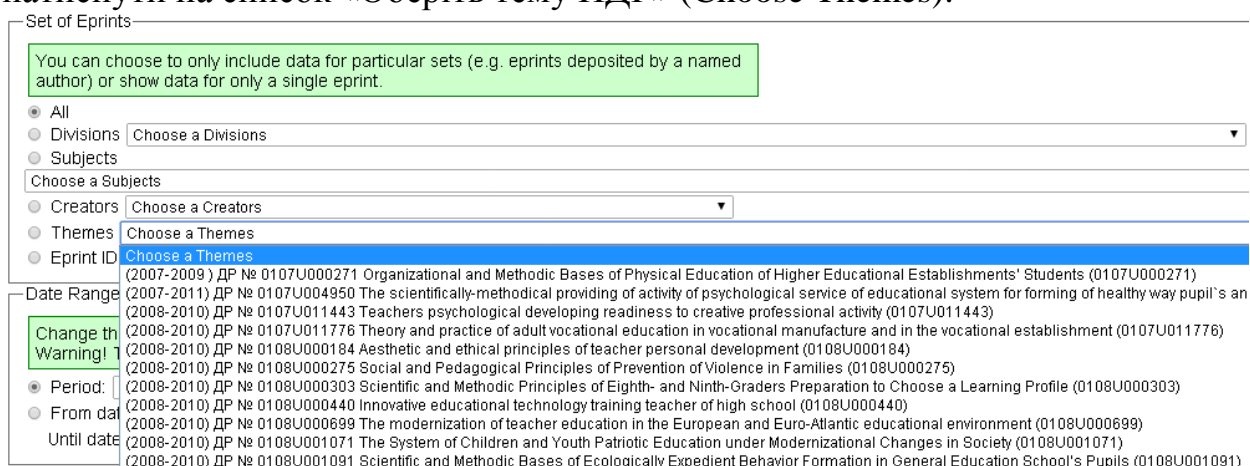 натиснути на список «Оберіть тему НДР» (Choose Themes).
Set of Eprints
You can choose to only include data for particular sets (e.g. eprints deposited by a named
author) or show data for only a single eprint.
All
Divisions Choose a Divisions
Subjects
Choose a Subjects
Creators Choose a Creators
Themes Choose a Themes
Eprint ID Choose a Themes
(2007-2009 ) ДР № 0107U000271 Organizational and Methodic Bases of Physical Education of Higher Educational Establishments' Students (0107U000271)
Date Range (2007-2011) ДР № 0107U004950 The scientifically-methodical providing of activity of psychological service of educational system for forming of healthy way pupil`s an
(2008-2010) ДР № 0107U011443 Teachers psychological developing readiness to creative professional activity (0107U011443)
Change th (2008-2010) ДР № 0107U011776 Theory and practice of adult vocational education in vocational manufacture and in the vocational establishment (0107U011776)
Warning! (2008-2010) ДР № 0108U000184 Aesthetic and ethical principles of teacher personal development (0108U000184)
(2008-2010) ДР № 0108U000275 Social and Pedagogical Principles of Prevention of Violence in Families (0108U000275)
Period: (2008-2010) ДР № 0108U000303 Scientific and Methodic Principles of Eighth- and Ninth-Graders Preparation to Choose a Learning Profile (0108U000303)
From dat (2008-2010) ДР № 0108U000440 Innovative educational technology training teacher of high school (0108U000440)
(2008-2010) ДР № 0108U000699 The modernization of teacher education in the European and Euro-Atlantic educational environment (0108U000699)
Until date (2008-2010) ДР № 0108U001071 The System of Children and Youth Patriotic Education under Modernizational Changes in Society (0108U001071)
(2008-2010) ДР № 0108U001091 Scientific and Methodic Bases of Ecologically Expedient Behavior Formation in General Education School's Pupils (0108U001091)